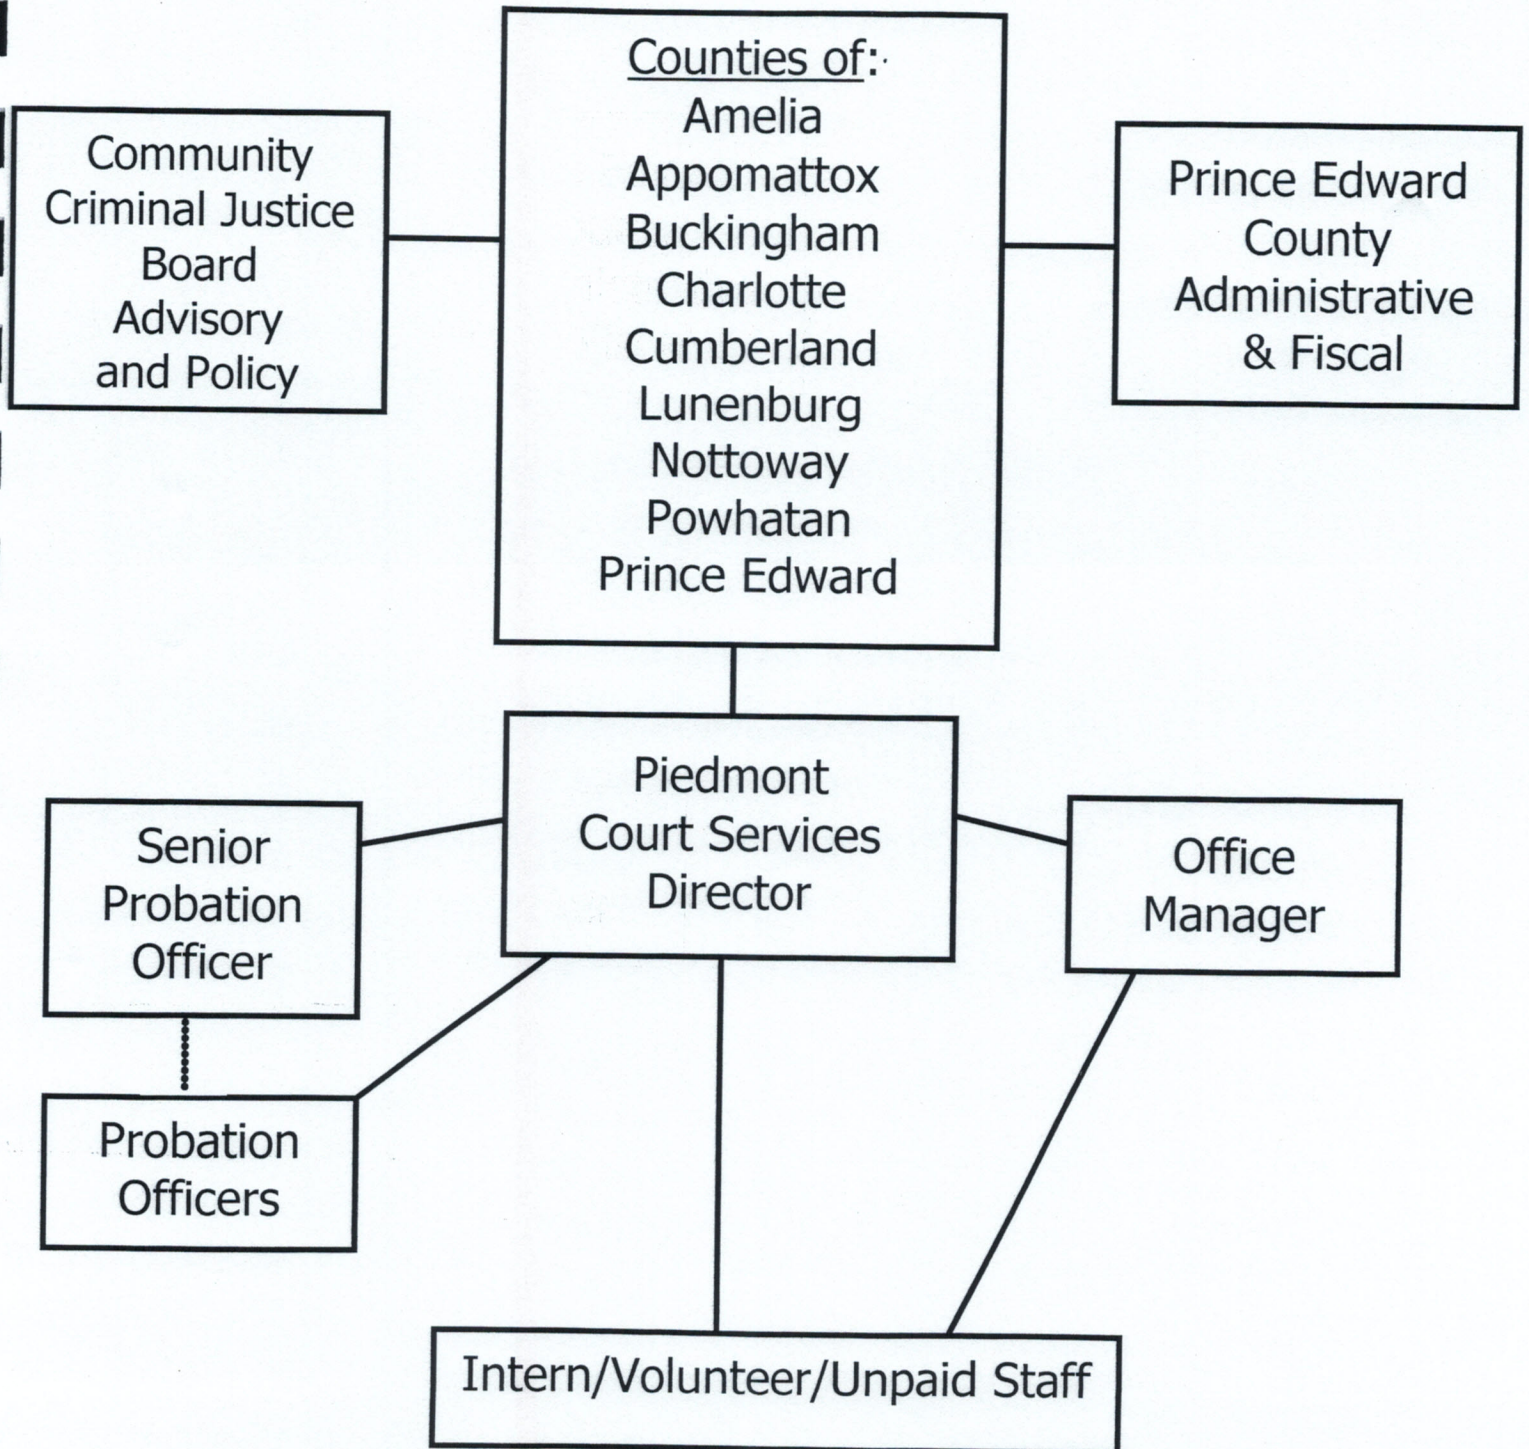 Counties of:
Amelia
Appomattox
Buckingham
Charlotte
Cumberland
Lunenburg
Nottoway
Powhatan
Prince Edward
Community
Criminal Justice
Board
Advisory
and Policy
Prince Edward
County
Administrative
& Fiscal
Piedmont
Court Services
Director
Senior
Probation
Officer
Office
Manager
Probation
Officers
Intern/Volunteer/Unpaid Staff